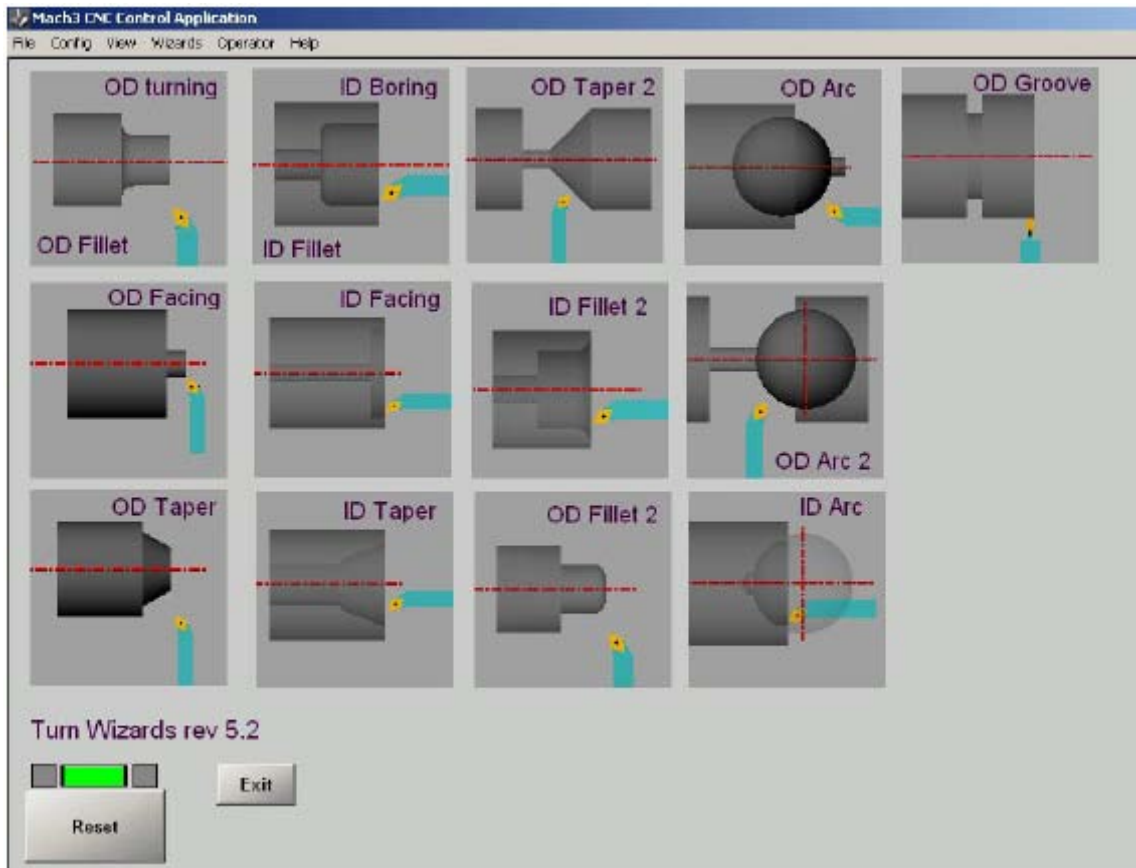 Mach3 CNC Control Application
File Config View Wizards Operator Help
OD turning
OD Fillet
ID Boring
ID Fillet
OD Taper 2
OD Arc
OD Groove
OD Facing
ID Facing
ID Fillet 2
OD Arc 2
OD Taper
ID Taper
OD Fillet 2
ID Arc
Turn Wizards rev 5.2
Exit
Reset